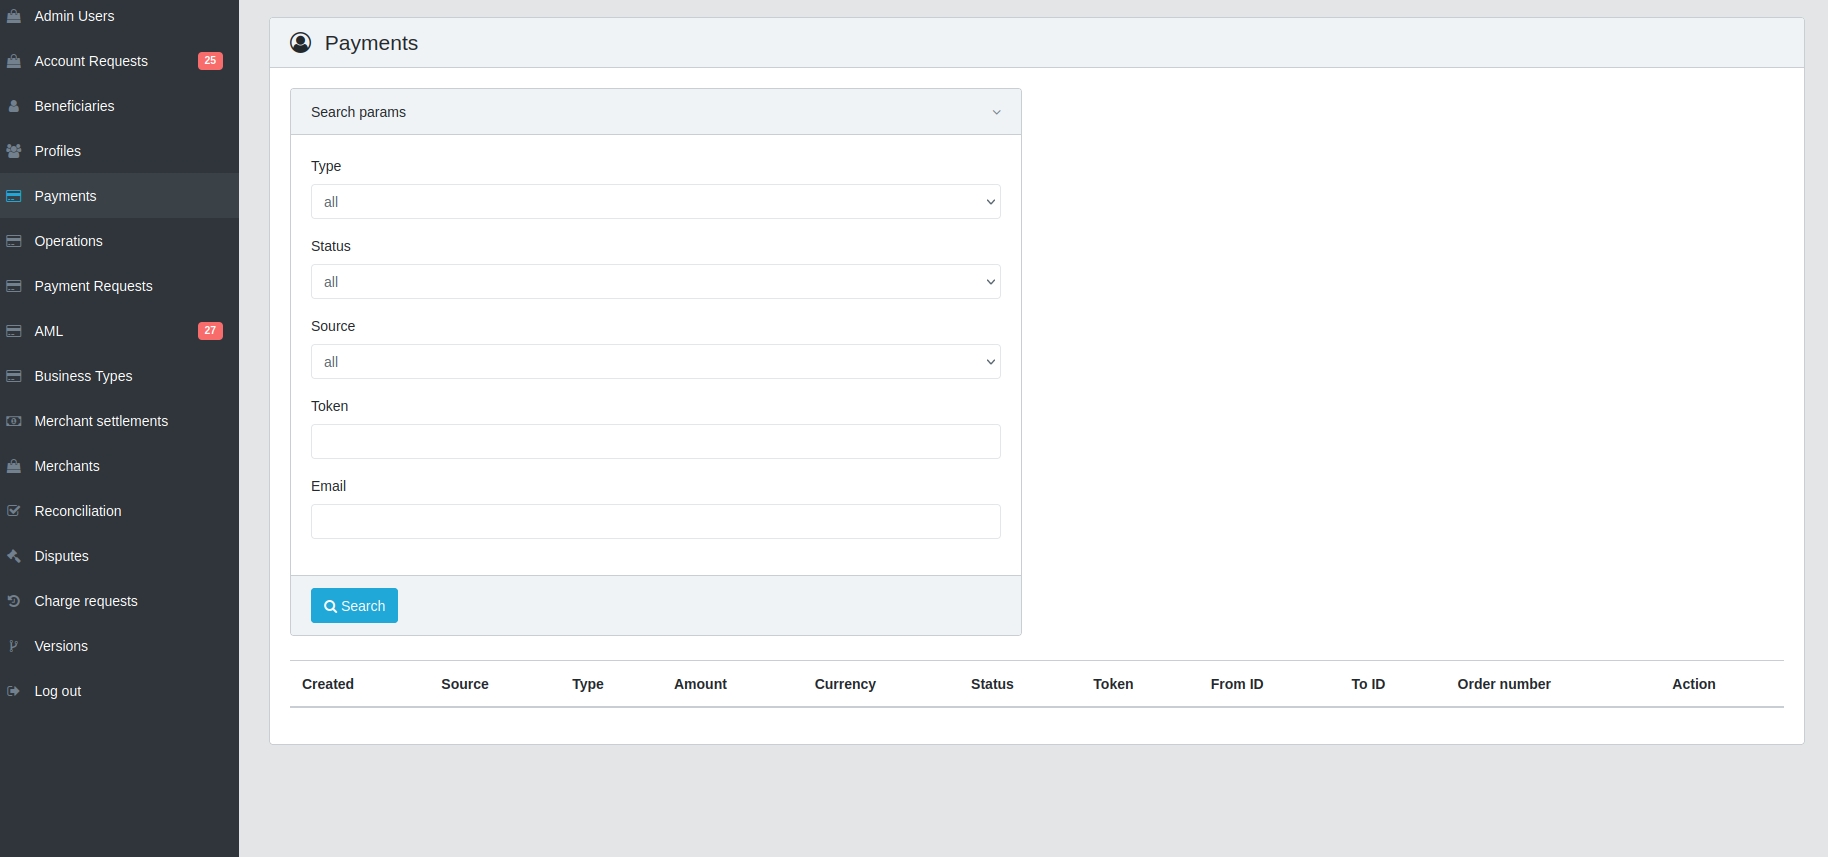 Admin Users
Account Requests 25
Beneficiaries
Profiles
Payments
Operations
Payment Requests
AML 27
Business Types
Merchant settlements
Merchants
Reconciliation
Disputes
Charge requests
Versions
Log out
Payments
Search params
Type
all
Status
all
Source
all
Token
Email
Search
Created Source Type Amount Currency Status Token From ID To ID Order number Action